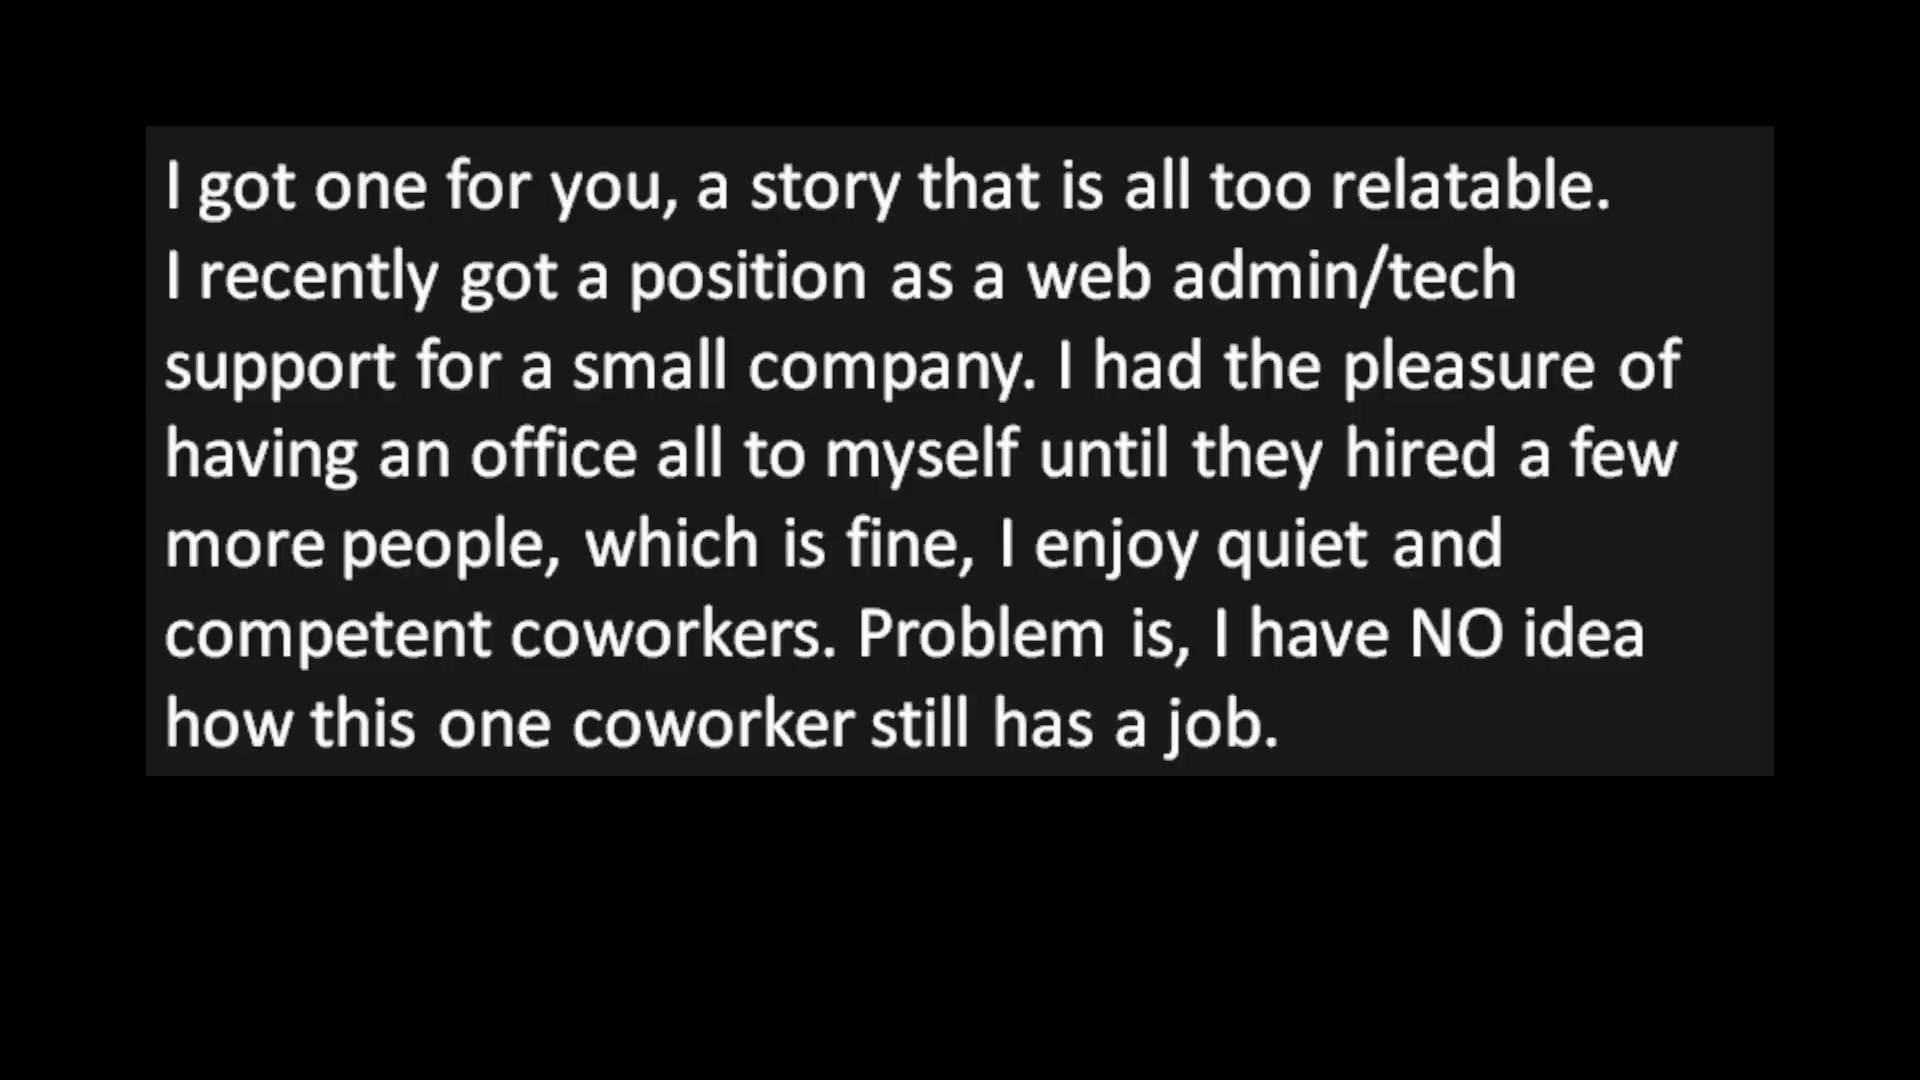 I got one for you, a story that is all too relatable.
I recently got a position as a web admin/tech
support for a small company. I had the pleasure of
having an office all to myself until they hired a few
more people, which is fine, I enjoy quiet and
competent coworkers. Problem is, I have NO idea
how this one coworker still has a job.